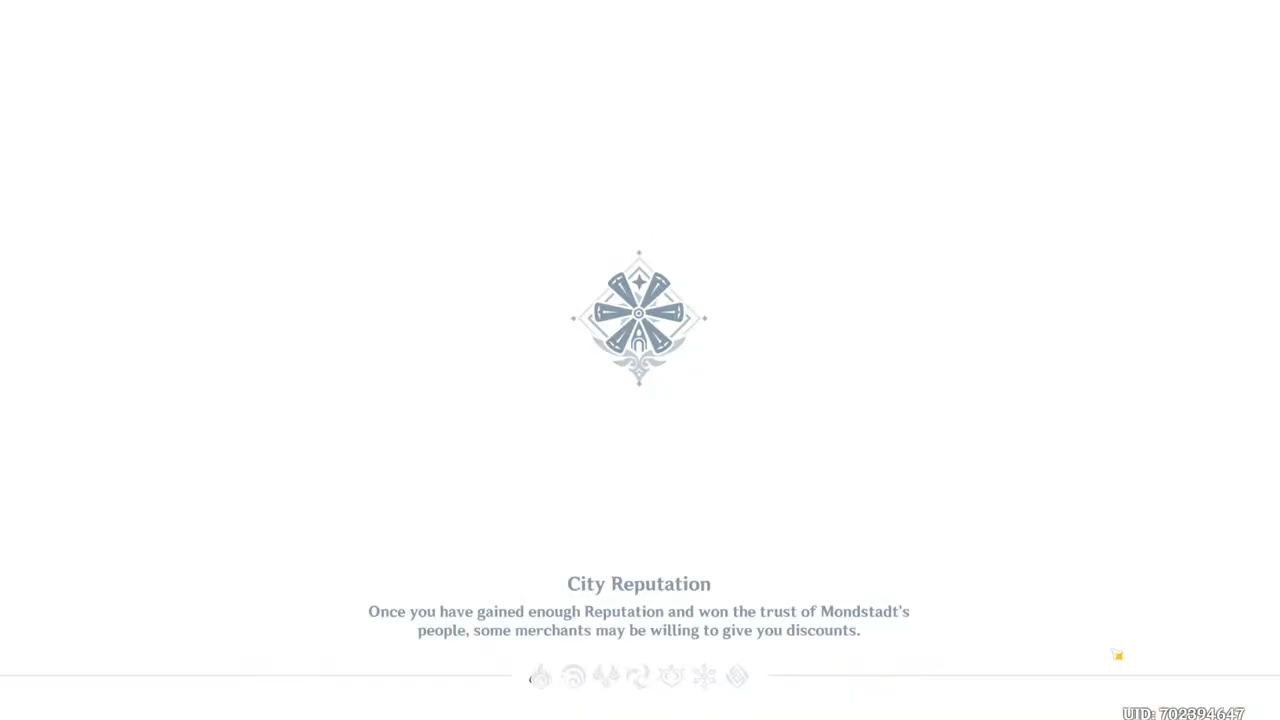 City Reputation
Once you have gained enough Reputation and won the trust of Mondstadt's
people, some merchants may be willing to give you discounts.
UID: 702394647